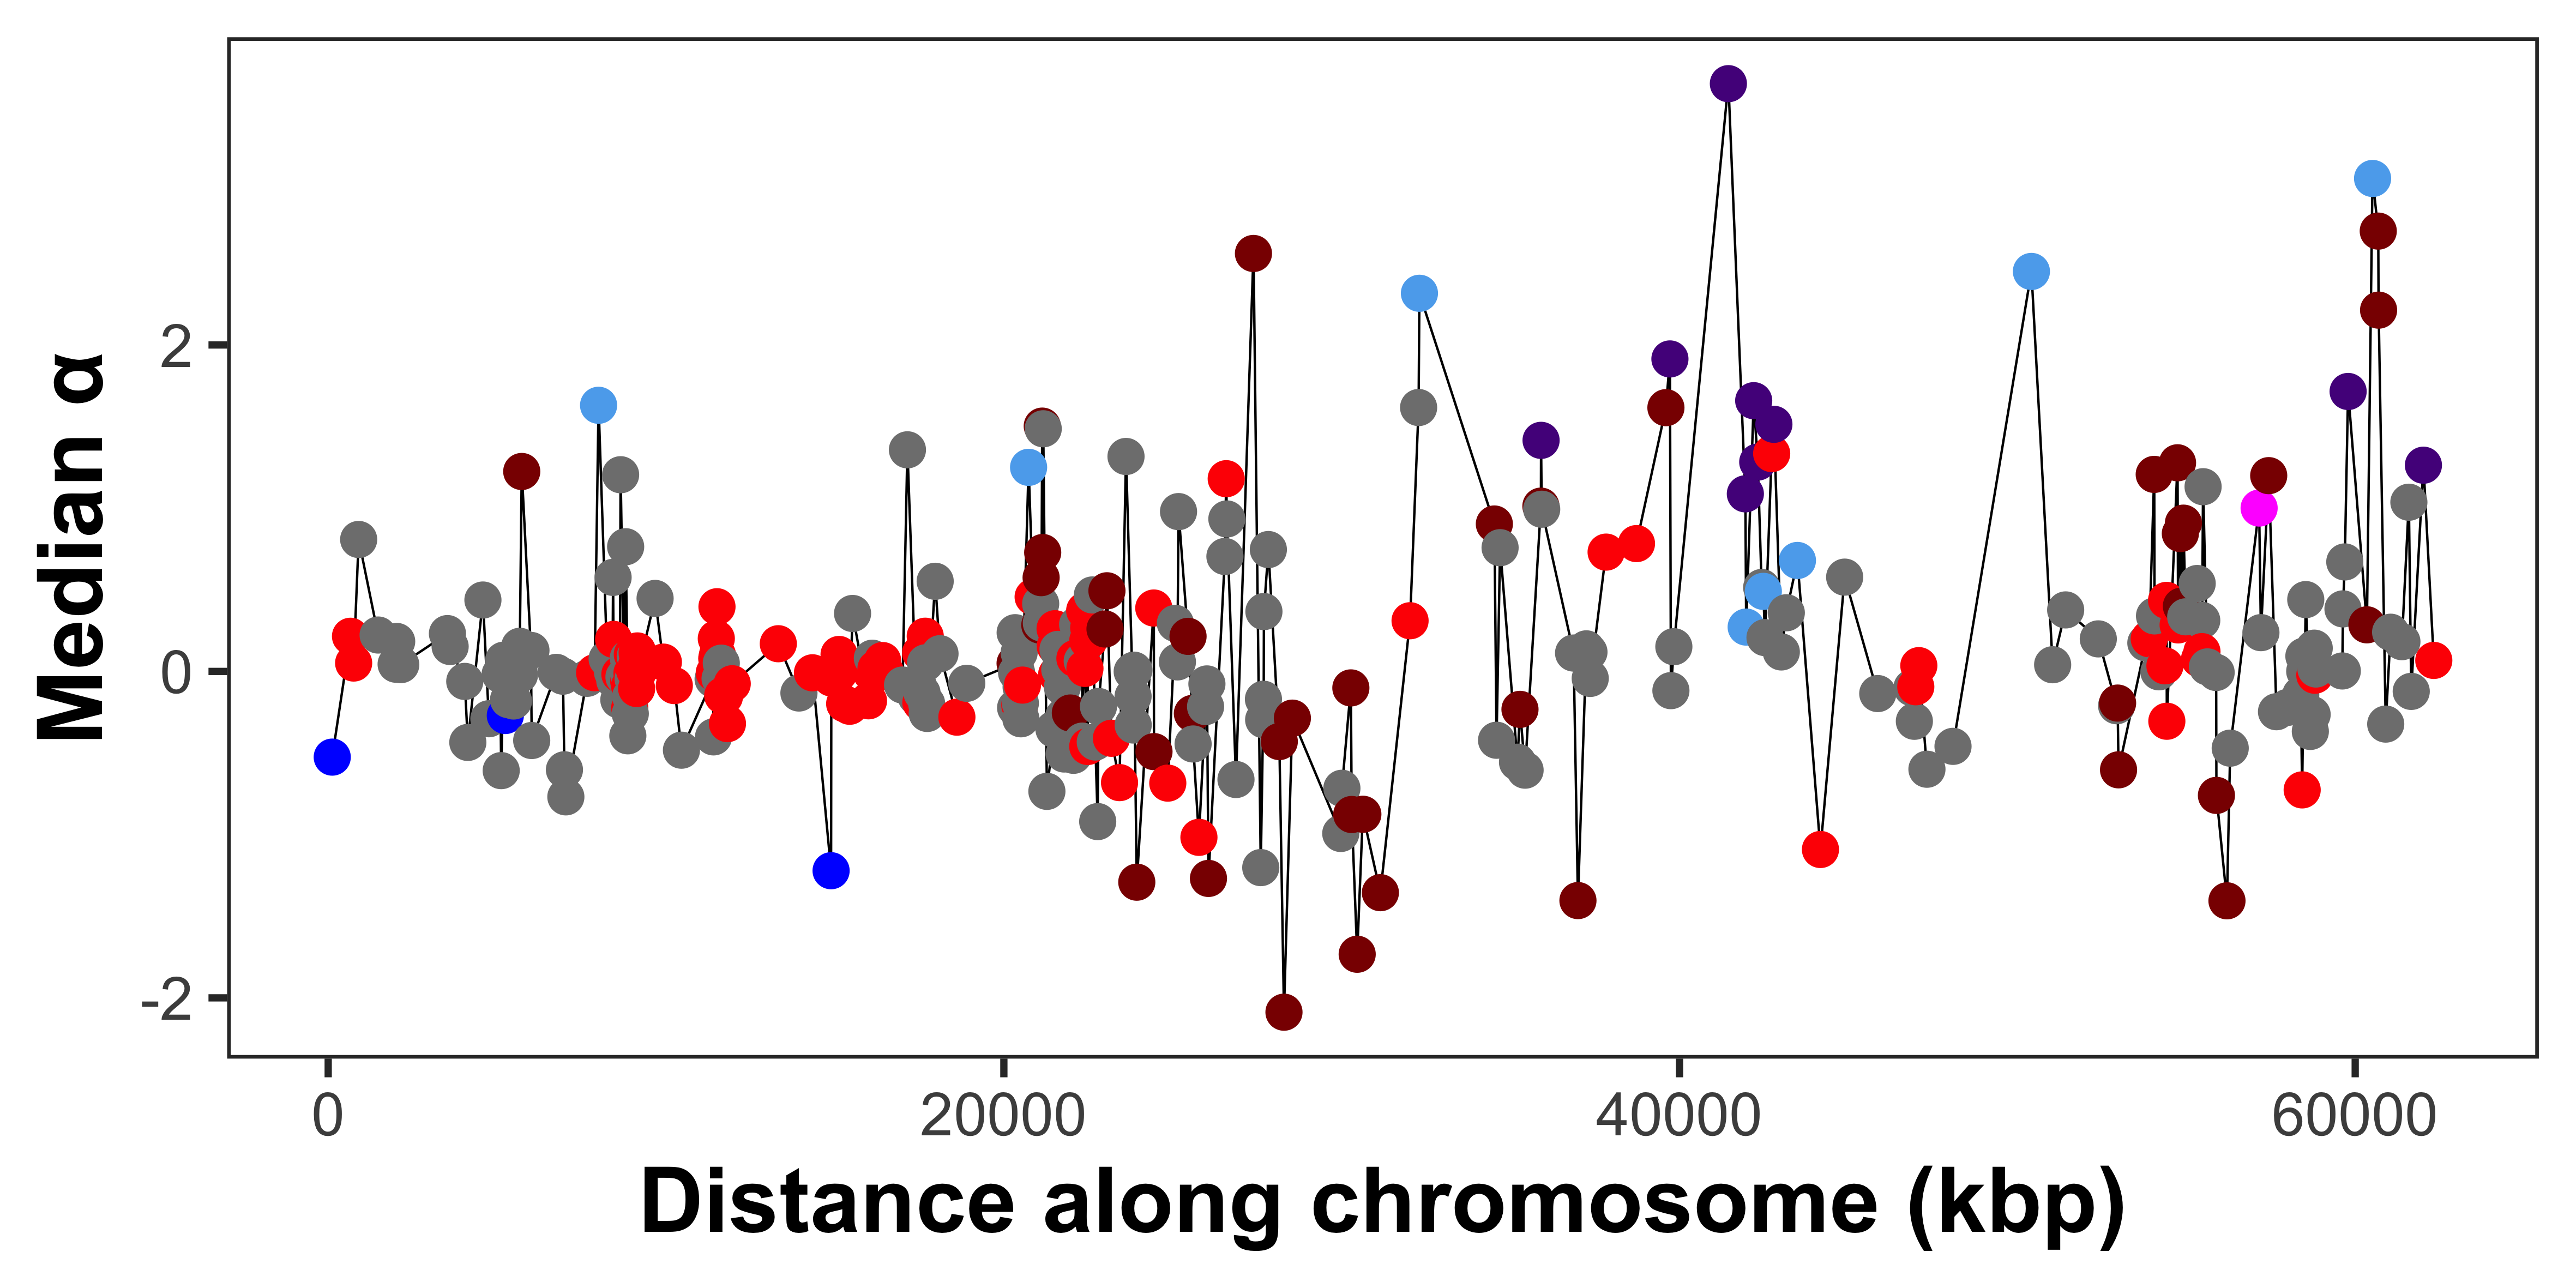 Median α
2
0
-2
0 20000 40000 60000
Distance along chromosome (kbp)